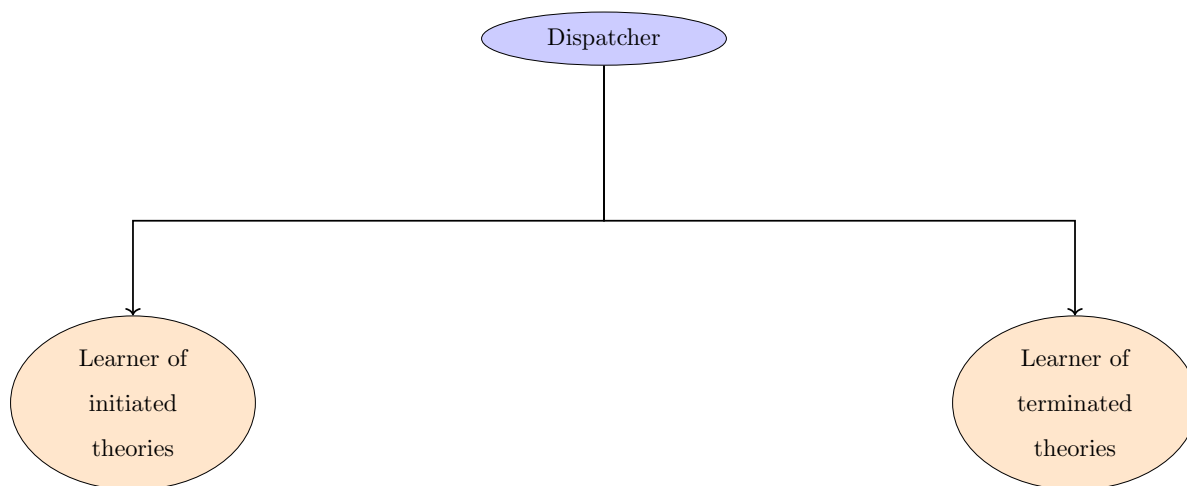 Dispatcher
Learner of
initiated
theories
Learner of
terminated
theories